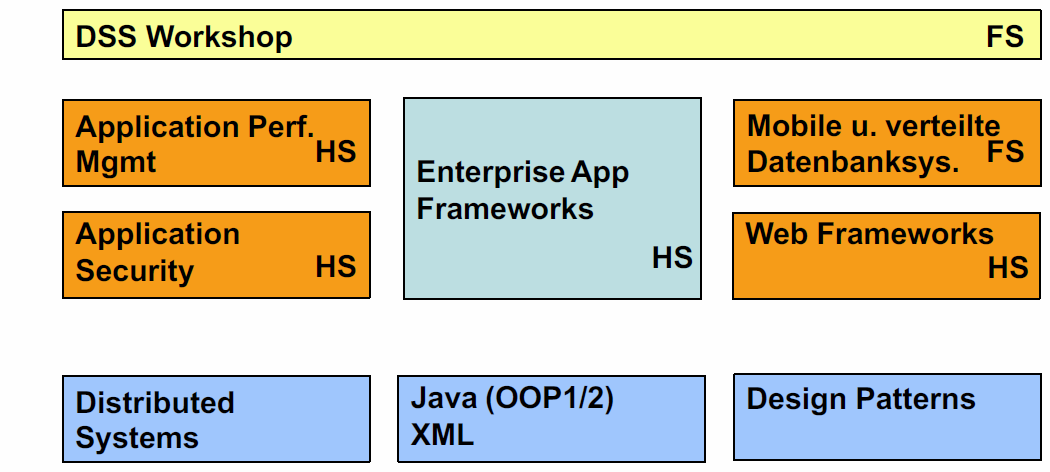 DSS Workshop FS
Application Perf.
Mgmt HS
Enterprise App
Frameworks
HS
Mobile u. verteilte
Datenbanksys. FS
Application
Security HS
Web Frameworks
HS
Distributed
Systems
Java (OOP1/2)
XML
Design Patterns